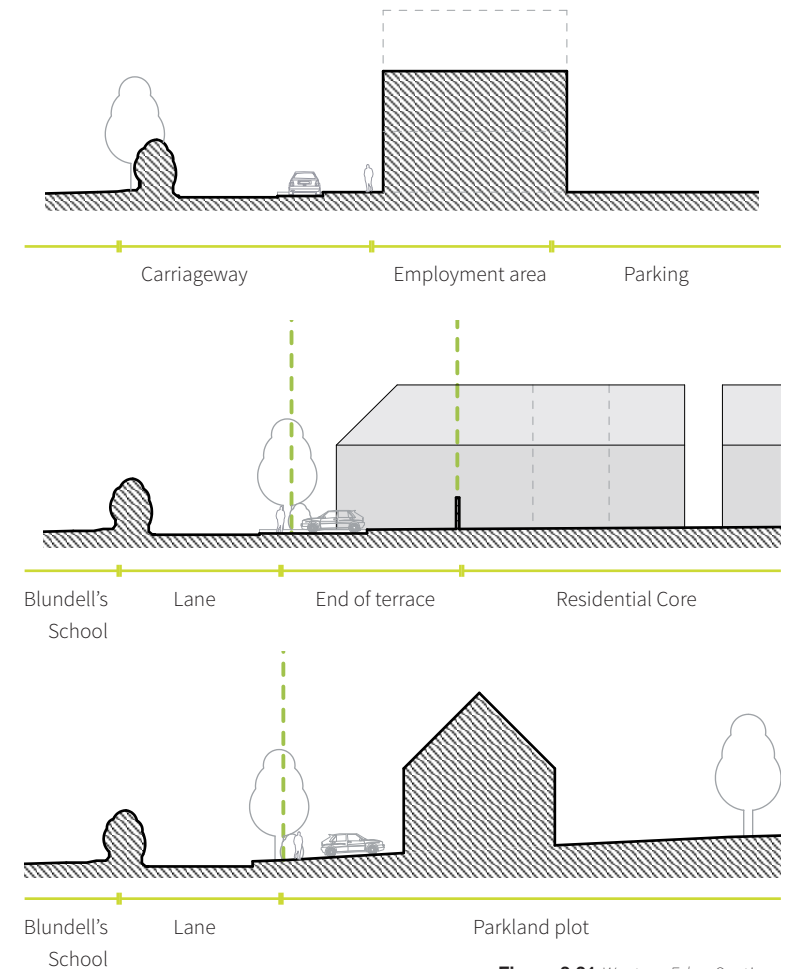 Carriageway Employment area Parking
Blundell’s Lane End of terrace Residential Core
School
Blundell’s Lane Parkland plot
School